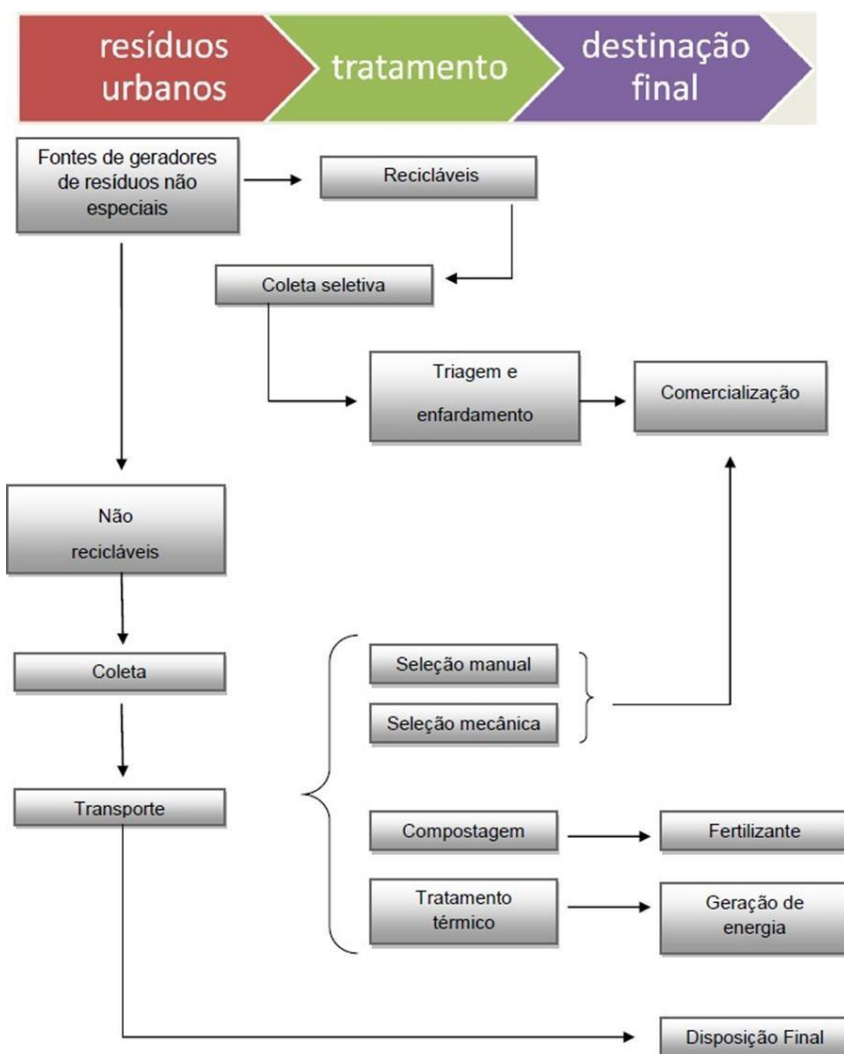 resíduos
urbanos
tratamento
destinação
final
Fontes de geradores
de resíduos não
especiais
Recicláveis
Coleta seletiva
Triagem e
enfardamento
Comercialização
Não
recicláveis
Coleta
Seleção manual
Seleção mecânica
Transporte
Compostagem
Fertilizante
Tratamento
térmico
Geração de
energia
Disposição Final